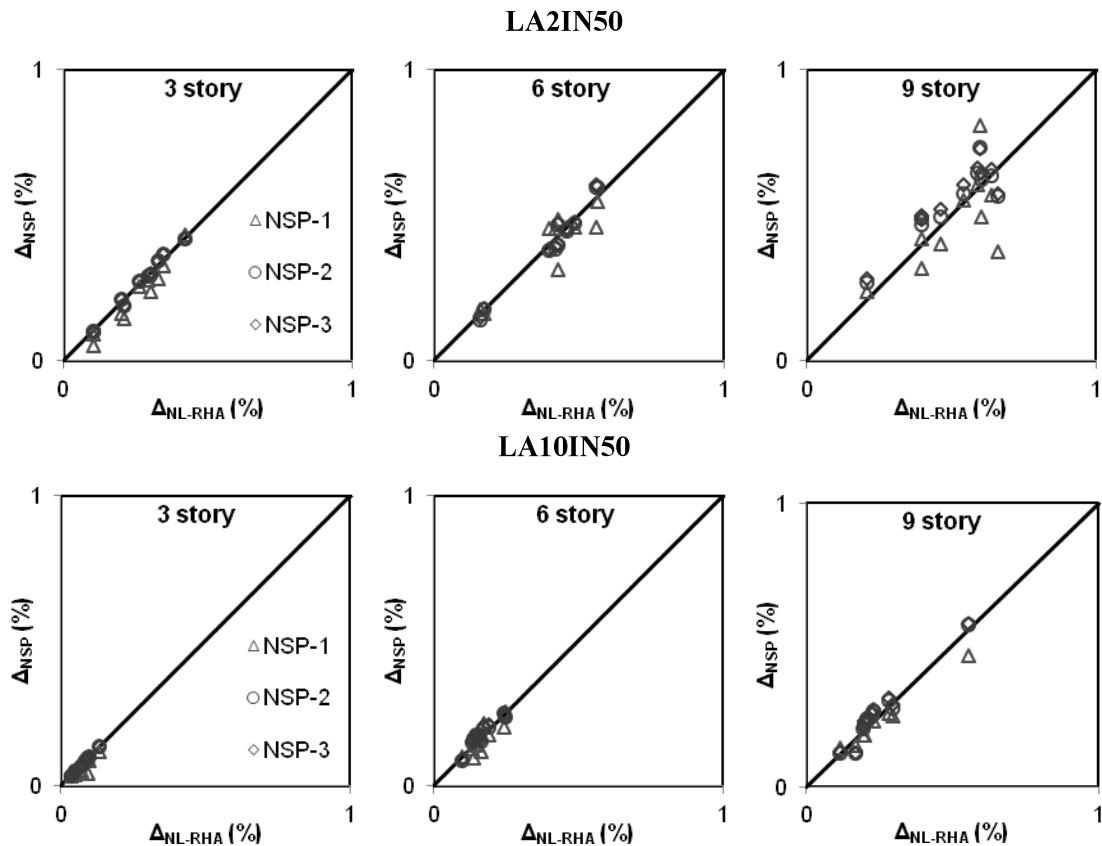 LA2IN50
1
3 story
ΔNSP (%)
NSP-1
NSP-2
NSP-3
0
0
1
ΔNL-RHA (%)
1
6 story
ΔNSP (%)
0
0
1
ΔNL-RHA (%)
1
9 story
ΔNSP (%)
0
0
1
ΔNL-RHA (%)
LA10IN50
1
3 story
ΔNSP (%)
NSP-1
NSP-2
NSP-3
0
0
1
ΔNL-RHA (%)
1
6 story
ΔNSP (%)
0
0
1
ΔNL-RHA (%)
1
9 story
ΔNSP (%)
0
0
1
ΔNL-RHA (%)